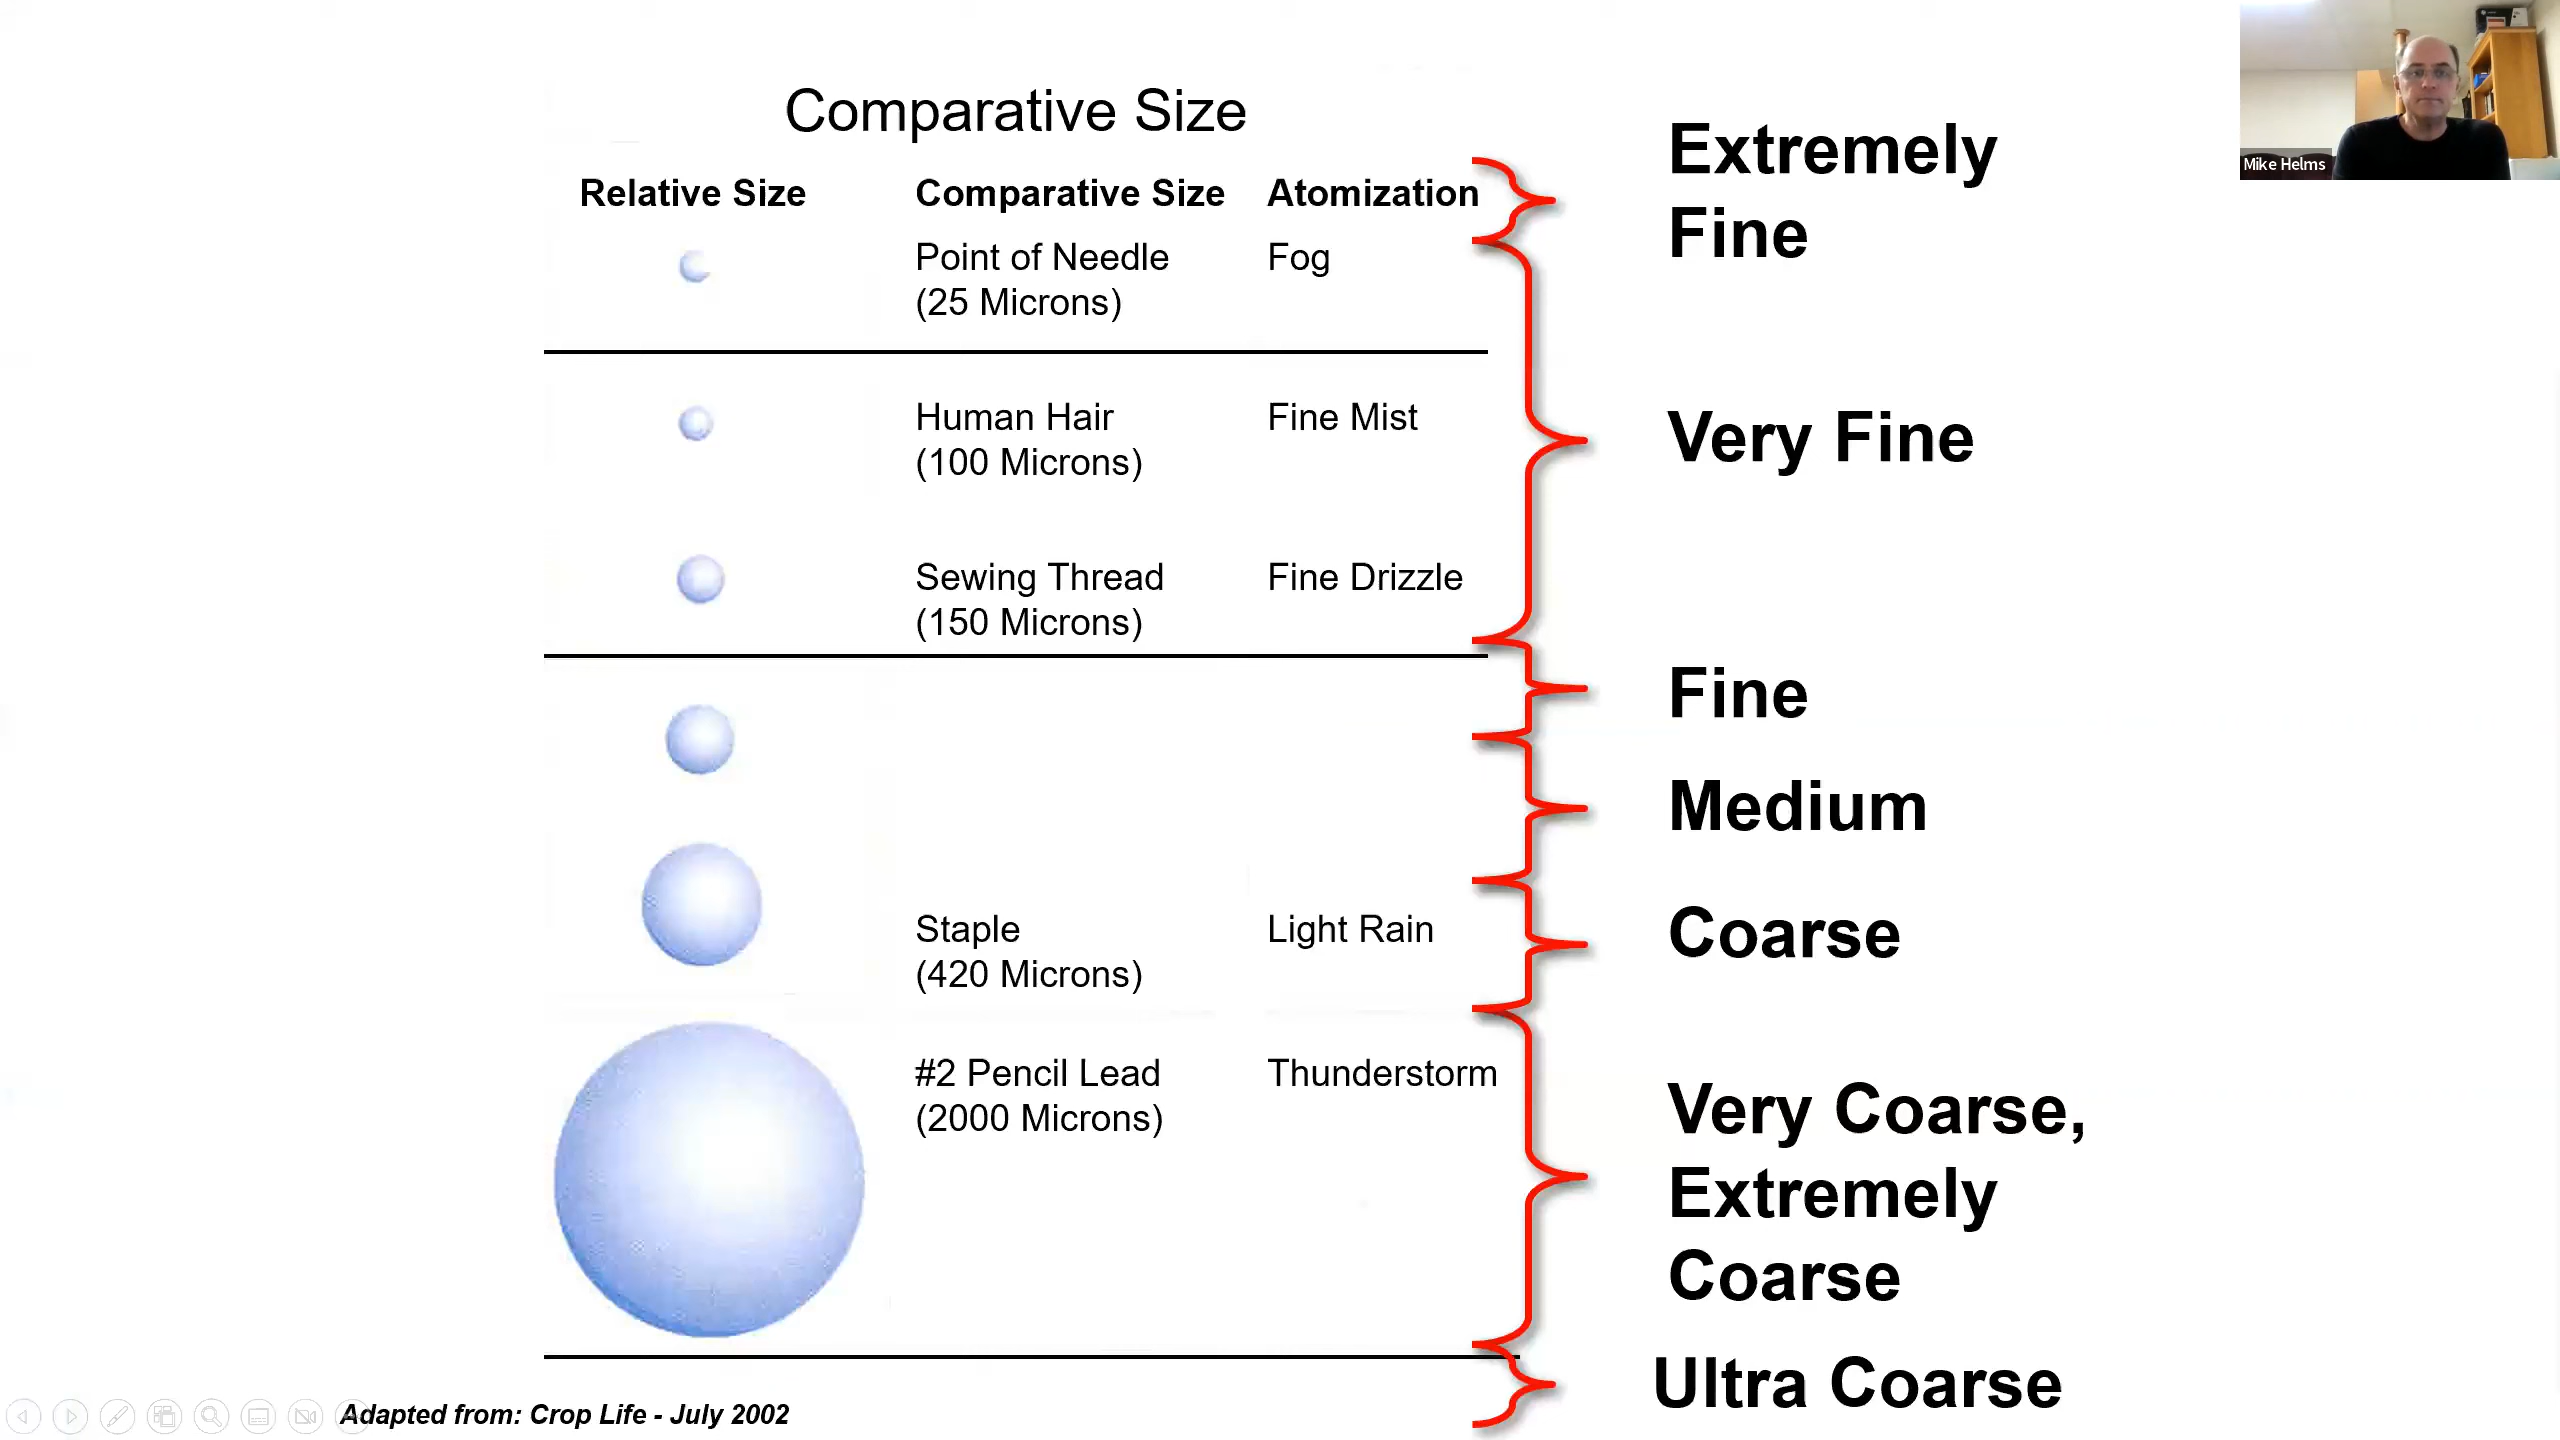 Comparative Size
Relative Size Comparative Size Atomization
Point of Needle Fog
(25 Microns)
Human Hair Fine Mist
(100 Microns)
Sewing Thread Fine Drizzle
(150 Microns)
Staple Light Rain
(420 Microns)
#2 Pencil Lead Thunderstorm
(2000 Microns)
Adapted from: Crop Life - July 2002
Extremely
Fine
Very Fine
Fine
Medium
Coarse
Very Coarse,
Extremely
Coarse
Ultra Coarse
Mike Helms